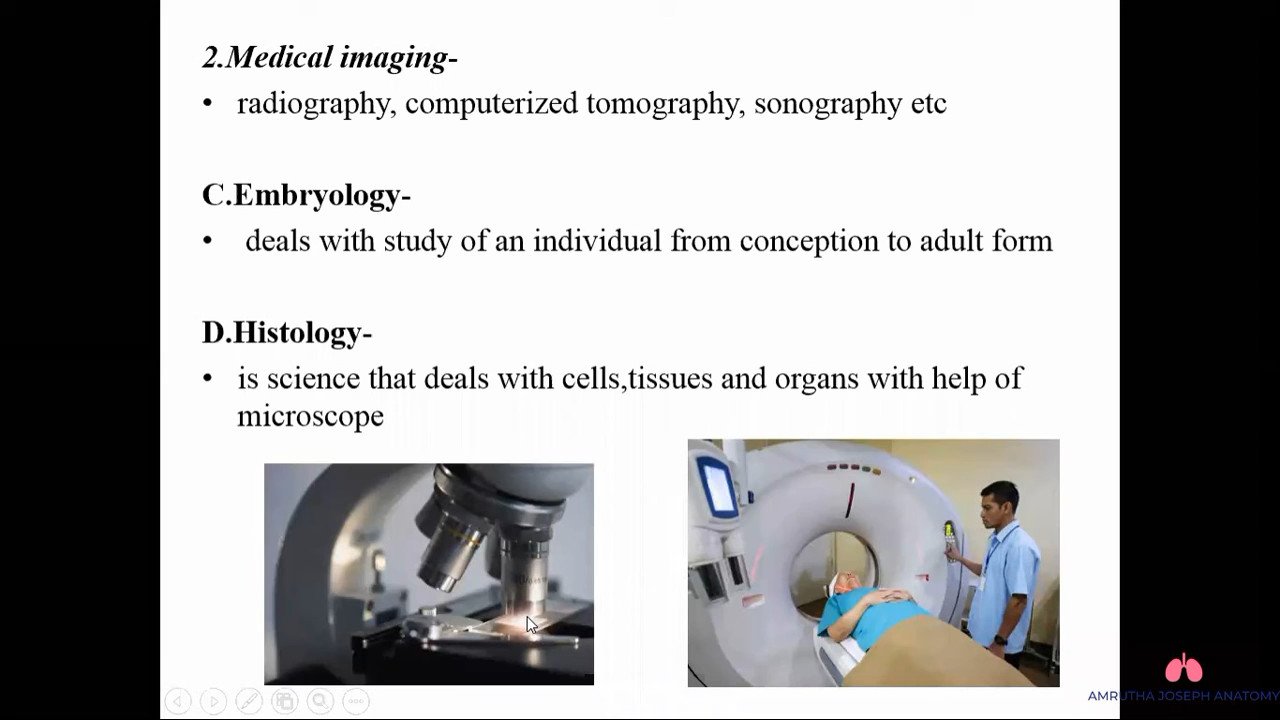 2.Medical imaging-
• radiography, computerized tomography, sonography etc
C.Embryology-
• deals with study of an individual from conception to adult form
D.Histology-
• is science that deals with cells,tissues and organs with help of
microscope
AMRUTHA JOSEPH ANATOMY